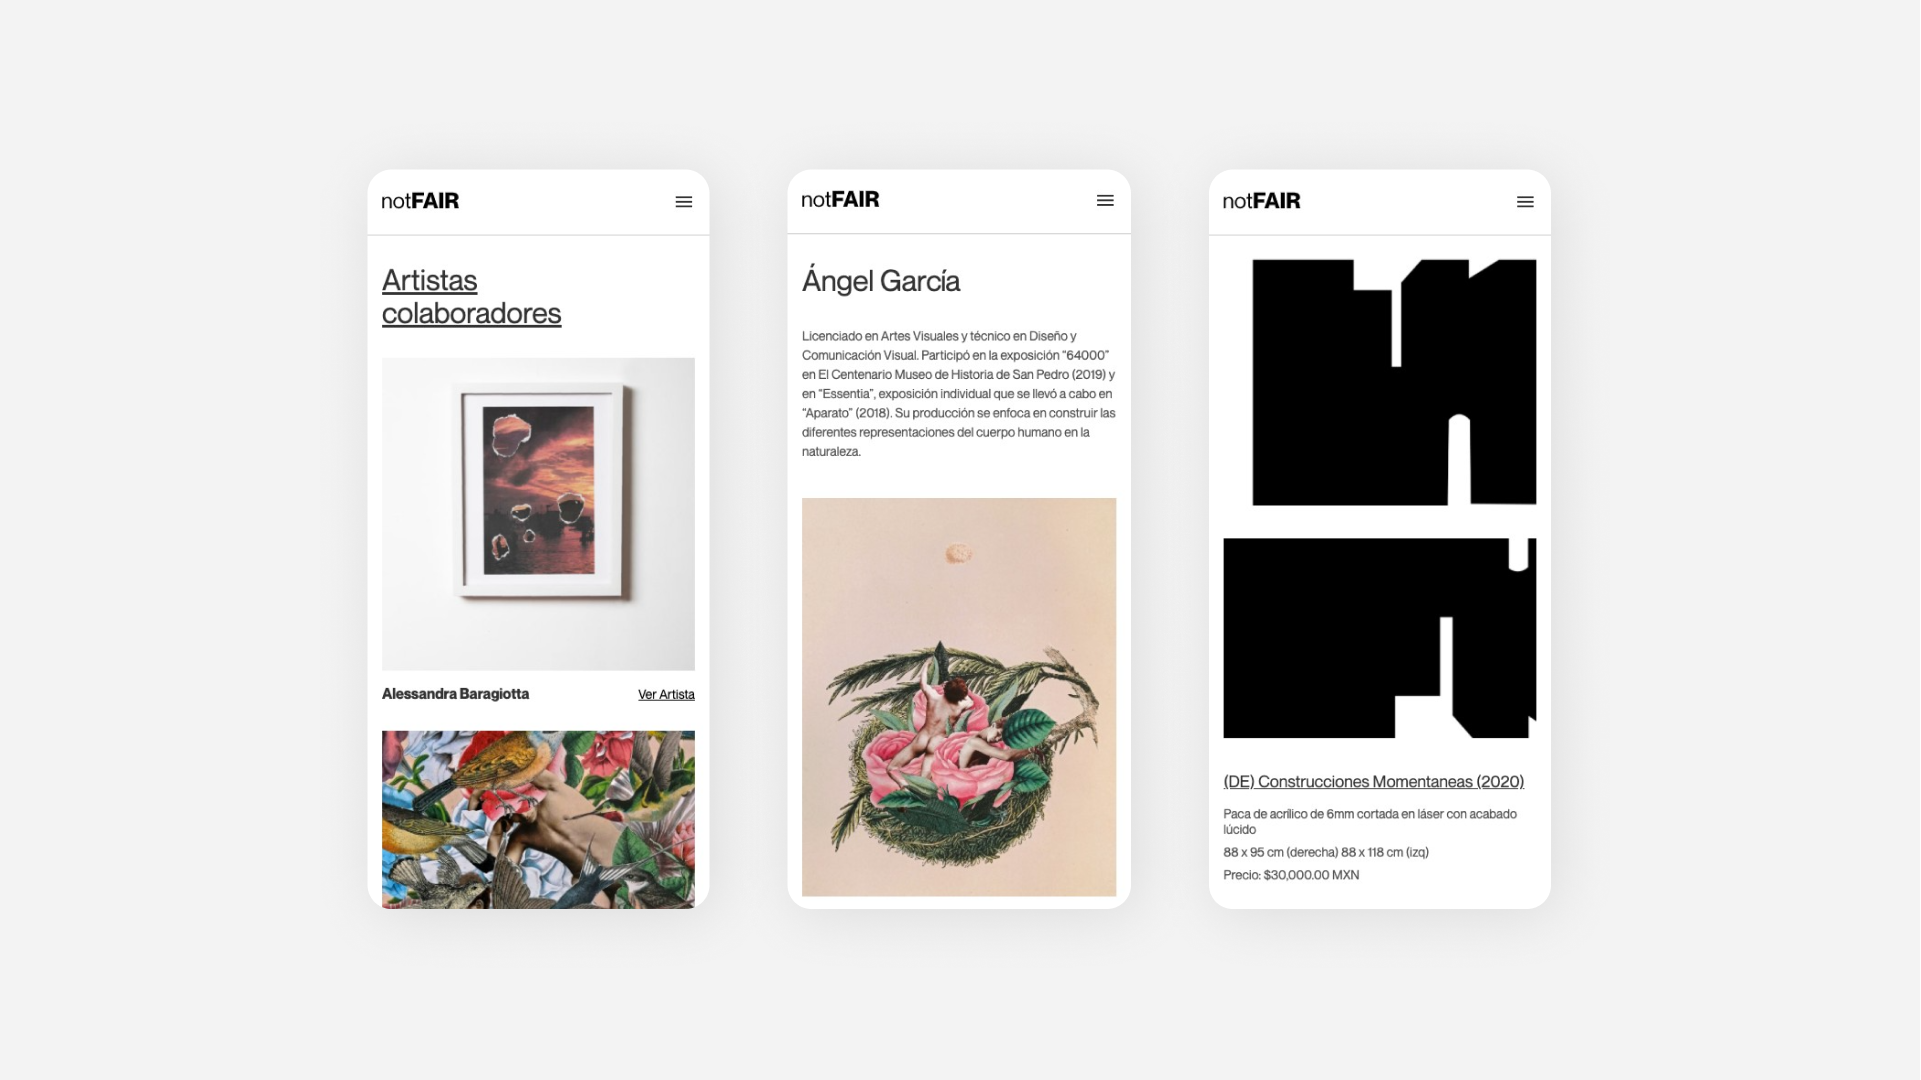 notFAIR
Artistas
colaboradores
Alessandra Baragiotta
Ver Artista
notFAIR
Ángel García
Licenciado en Artes Visuales y técnico en Diseño y
Comunicación Visual. Participó en la exposición “64000”
en El Centenario Museo de Historia de San Pedro (2019) y
en “Essentia”, exposición individual que se llevó a cabo en
“Aparato” (2018). Su producción se enfoca en construir las
diferentes representaciones del cuerpo humano en la
naturaleza.
notFAIR
(DE) Construcciones Momentaneas (2020)
Paca de acrílico de 6mm cortada en láser con acabado
lúcido
88 x 95 cm (derecha) 88 x 118 cm (izq)
Precio: $30,000.00 MXN